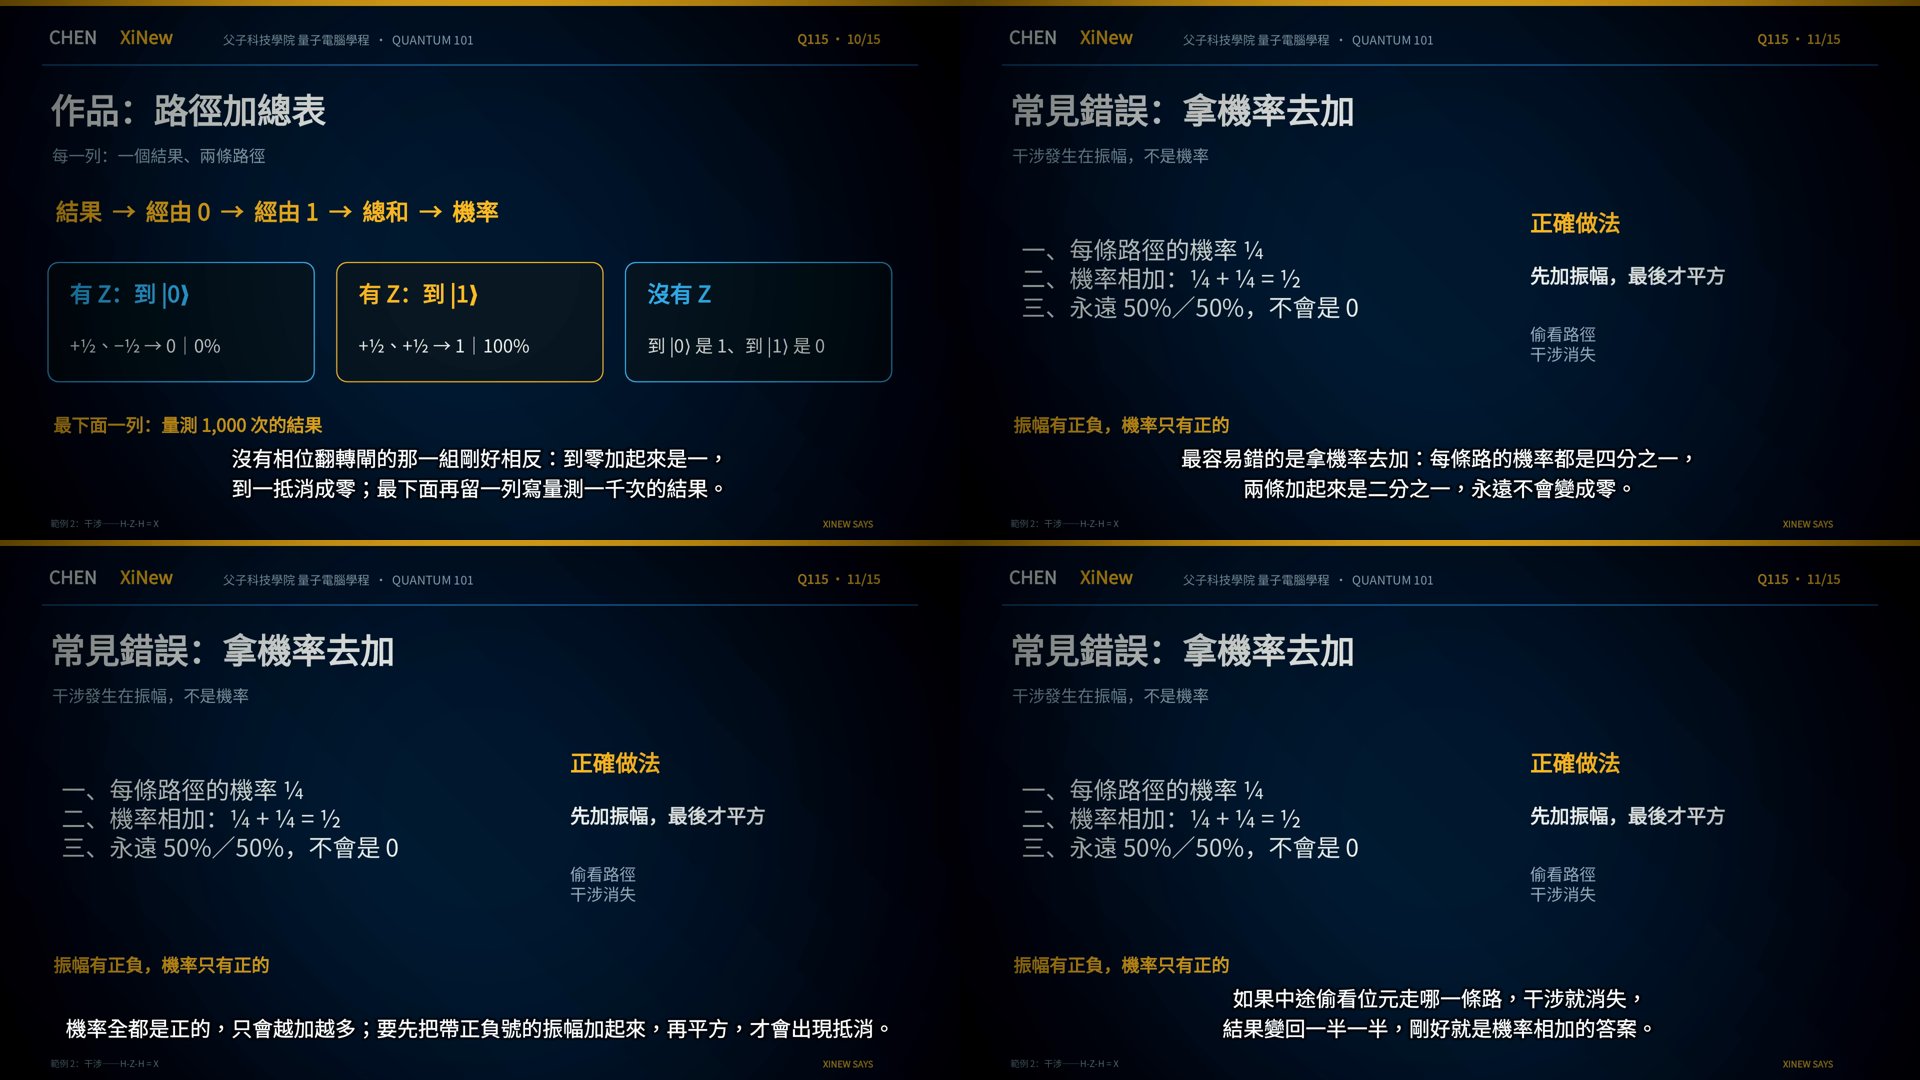 CHEN XiNew 父子科技學院 量子電腦學程 · QUANTUM 101 Q115 · 10/15
作品：路徑加總表
每一列：一個結果、兩條路徑
結果 → 經由 0 → 經由 1 → 總和 → 機率
有 Z：到 |0⟩
+½、−½ → 0｜0%
有 Z：到 |1⟩
+½、+½ → 1｜100%
沒有 Z
到 |0⟩ 是 1、到 |1⟩ 是 0
最下面一列：量測 1,000 次的結果
沒有相位翻轉閘的那一組剛好相反：到零加起來是一，
到一抵消成零；最下面再留一列寫量測一千次的結果。
範例 2：干涉——H-Z-H = X XINEW SAYS
CHEN XiNew 父子科技學院 量子電腦學程 · QUANTUM 101 Q115 · 11/15
常見錯誤：拿機率去加
干涉發生在振幅，不是機率
一、每條路徑的機率 ¼
二、機率相加：¼ + ¼ = ½
三、永遠 50%／50%，不會是 0
正確做法
先加振幅，最後才平方
偷看路徑
干涉消失
振幅有正負，機率只有正的
最容易錯的是拿機率去加：每條路的機率都是四分之一，
兩條加起來是二分之一，永遠不會變成零。
範例 2：干涉——H-Z-H = X XINEW SAYS
CHEN XiNew 父子科技學院 量子電腦學程 · QUANTUM 101 Q115 · 11/15
常見錯誤：拿機率去加
干涉發生在振幅，不是機率
一、每條路徑的機率 ¼
二、機率相加：¼ + ¼ = ½
三、永遠 50%／50%，不會是 0
正確做法
先加振幅，最後才平方
偷看路徑
干涉消失
振幅有正負，機率只有正的
機率全都是正的，只會越加越多；要先把帶正負號的振幅加起來，再平方，才會出現抵消。
範例 2：干涉——H-Z-H = X XINEW SAYS
CHEN XiNew 父子科技學院 量子電腦學程 · QUANTUM 101 Q115 · 11/15
常見錯誤：拿機率去加
干涉發生在振幅，不是機率
一、每條路徑的機率 ¼
二、機率相加：¼ + ¼ = ½
三、永遠 50%／50%，不會是 0
正確做法
先加振幅，最後才平方
偷看路徑
干涉消失
振幅有正負，機率只有正的
如果中途偷看位元走哪一條路，干涉就消失，
結果變回一半一半，剛好就是機率相加的答案。
範例 2：干涉——H-Z-H = X XINEW SAYS